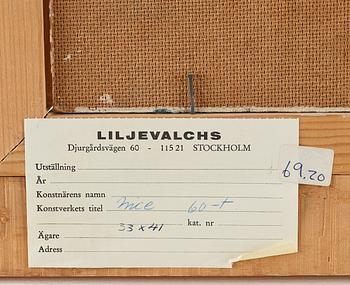 LILJEVALCHS
Djurgårdsvägen 60 - 115 21 STOCKHOLM
69.20
Utställning
År
Konstnärens namn
Konstverkets titel mce 60-t
33 x 41 kat. nr
Ägare
Adress